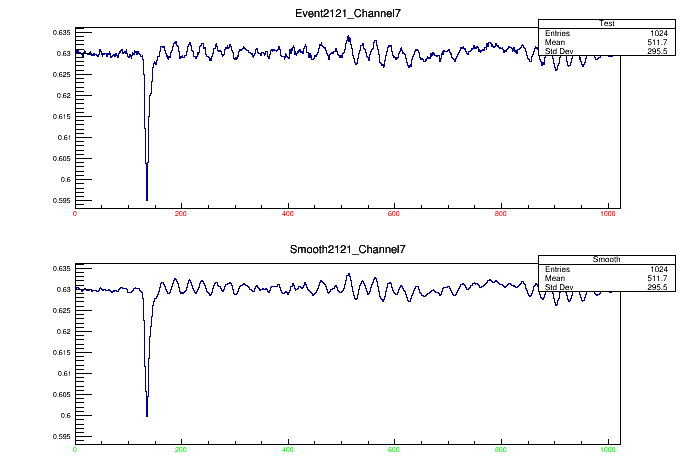 Event2121_Channel7
Test
Entries 1024
Mean 511.7
Std Dev 295.5
0.635
0.63
0.625
0.62
0.615
0.61
0.605
0.6
0.595
0 200 400 600 800 1000
Smooth2121_Channel7
Smooth
Entries 1024
Mean 511.7
Std Dev 295.5
0.635
0.63
0.625
0.62
0.615
0.61
0.605
0.6
0.595
0 200 400 600 800 1000